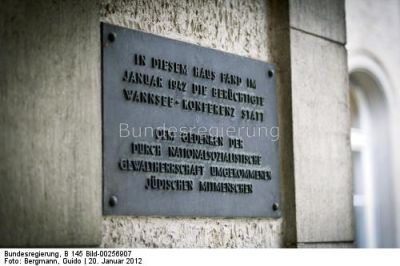 IN DIESEM HAUS FAND IM
JANUAR 1942 DIE BERÜCHTIGTE
WANNSEE-KONFERENZ STATT
Bundesregierung
DEM GEDENKEN DER
DURCH NATIONALSOZIALISTISCHE
GEWALTHERRSCHAFT UMGEKOMMENEN
JÜDISCHEN MITMENSCHEN
Bundesregierung, B 145 Bild-00256907
Foto: Bergmann, Guido | 20. Januar 2012